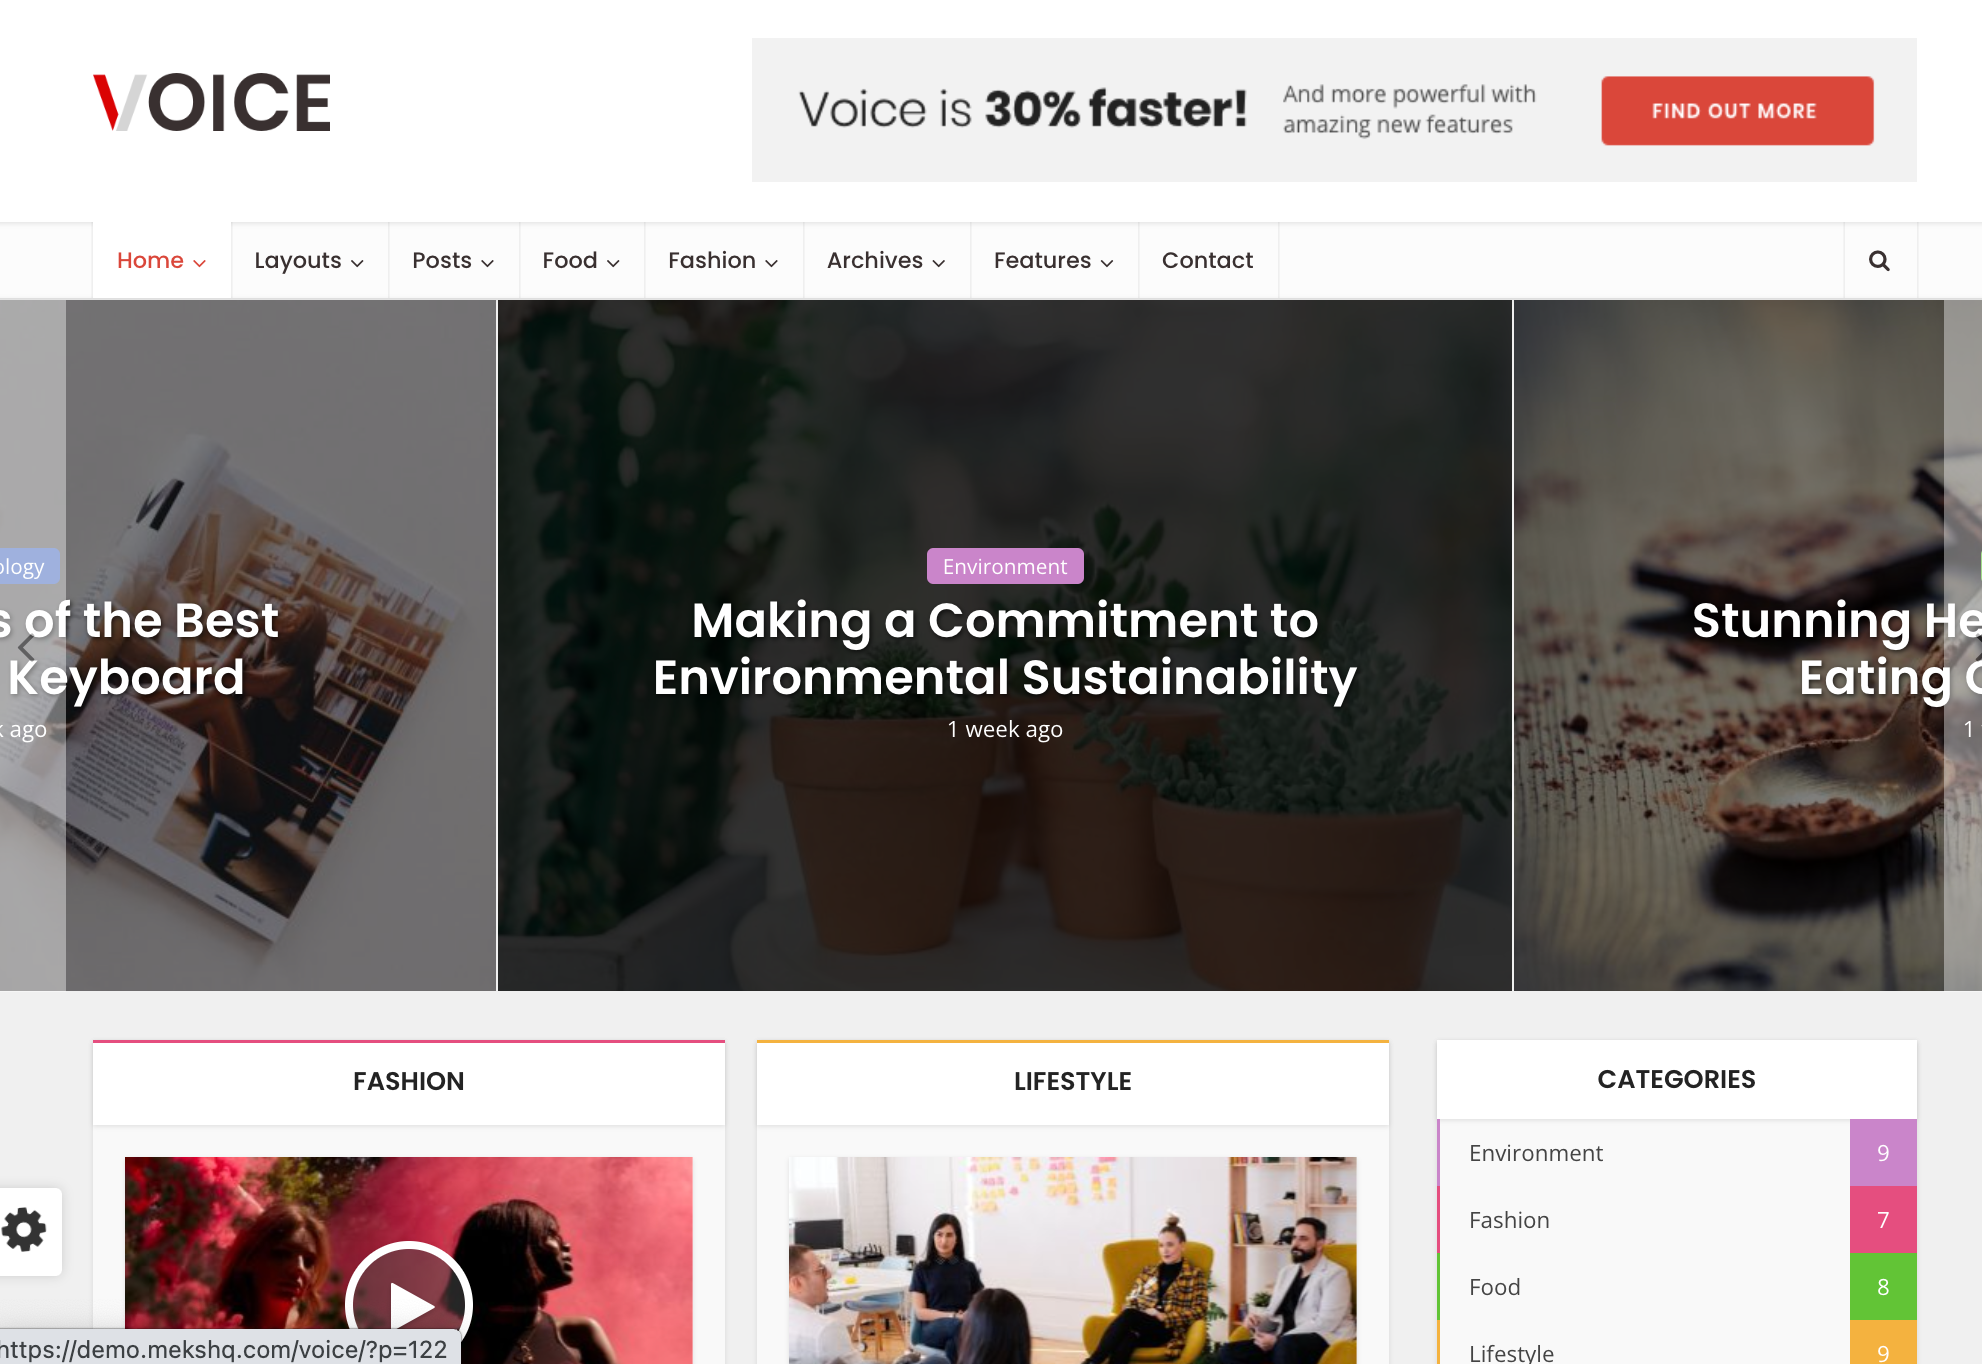 VOICE
Voice is 30% faster!
And more powerful with
amazing new features
FIND OUT MORE
Home
Layouts
Posts
Food
Fashion
Archives
Features
Contact
of the Best
Keyboard
ago
Environment
Making a Commitment to
Environmental Sustainability
1 week ago
Stunning
Eating
1
FASHION
LIFESTYLE
CATEGORIES
Environment 9
Fashion 7
Food 8
Lifestyle 9
https://demo.mekshq.com/voice/?p=122